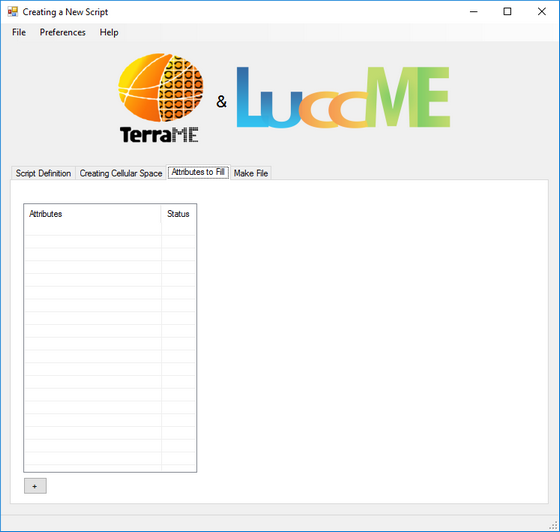 Creating a New Script
File Preferences Help
TerraME & LuccME
Script Definition Creating Cellular Space Attributes to Fill Make File
Attributes Status
+